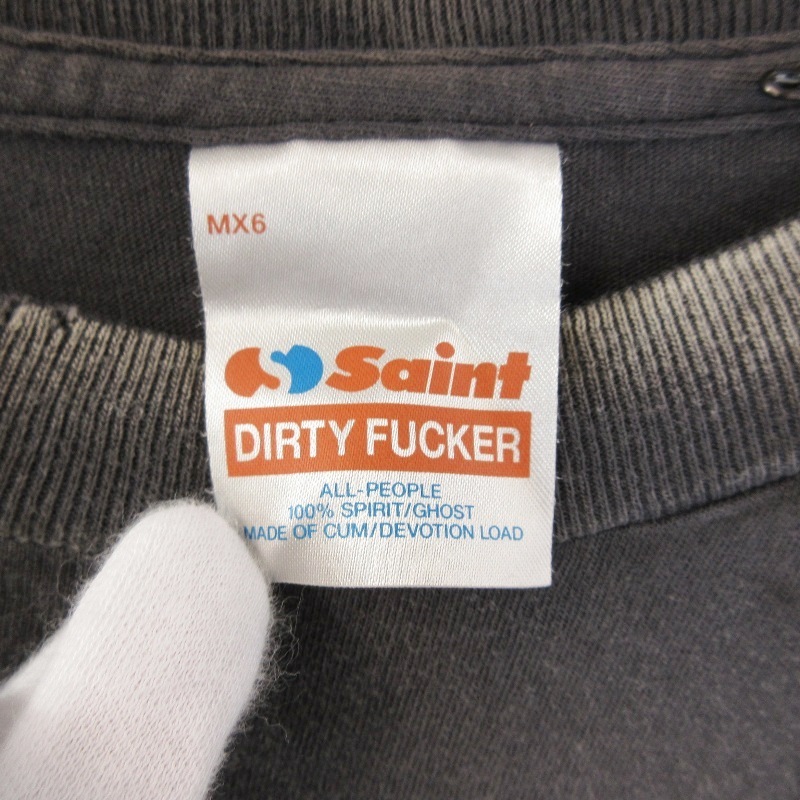 MX6
Saint
DIRTY FUCKER
ALL-PEOPLE
100% SPIRIT/GHOST
MADE OF CUM/DEVOTION LOAD